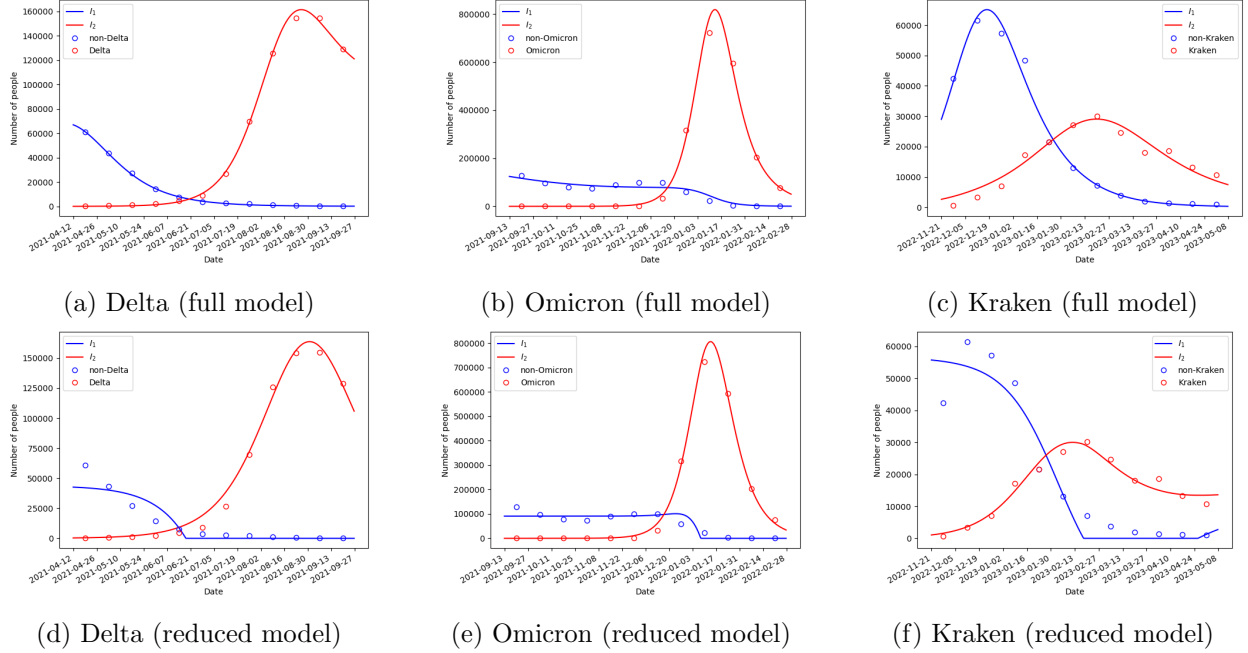 160000
140000
120000
100000
80000
60000
40000
20000
0
Number of people
I₁
I₂
non-Delta
Delta
2021-04-12
2021-04-26
2021-05-10
2021-05-24
2021-06-07
2021-06-21
2021-07-05
2021-07-19
2021-08-02
2021-08-16
2021-08-30
2021-09-13
2021-09-27
Date
(a) Delta (full model)
800000
600000
400000
200000
0
Number of people
I₁
I₂
non-Omicron
Omicron
2021-09-13
2021-09-27
2021-10-11
2021-10-25
2021-11-08
2021-11-22
2021-12-06
2021-12-20
2022-01-03
2022-01-17
2022-01-31
2022-02-14
2022-02-28
Date
(b) Omicron (full model)
60000
50000
40000
30000
20000
10000
0
Number of people
I₁
I₂
non-Kraken
Kraken
2022-11-21
2022-12-05
2022-12-19
2023-01-02
2023-01-16
2023-01-30
2023-02-13
2023-02-27
2023-03-13
2023-03-27
2023-04-10
2023-04-24
2023-05-08
Date
(c) Kraken (full model)
150000
125000
100000
75000
50000
25000
0
Number of people
I₁
I₂
non-Delta
Delta
2021-04-12
2021-04-26
2021-05-10
2021-05-24
2021-06-07
2021-06-21
2021-07-05
2021-07-19
2021-08-02
2021-08-16
2021-08-30
2021-09-13
2021-09-27
Date
(d) Delta (reduced model)
800000
700000
600000
500000
400000
300000
200000
100000
0
Number of people
I₁
I₂
non-Omicron
Omicron
2021-09-13
2021-09-27
2021-10-11
2021-10-25
2021-11-08
2021-11-22
2021-12-06
2021-12-20
2022-01-03
2022-01-17
2022-01-31
2022-02-14
2022-02-28
Date
(e) Omicron (reduced model)
60000
50000
40000
30000
20000
10000
0
Number of people
I₁
I₂
non-Kraken
Kraken
2022-11-21
2022-12-05
2022-12-19
2023-01-02
2023-01-16
2023-01-30
2023-02-13
2023-02-27
2023-03-13
2023-03-27
2023-04-10
2023-04-24
2023-05-08
Date
(f) Kraken (reduced model)